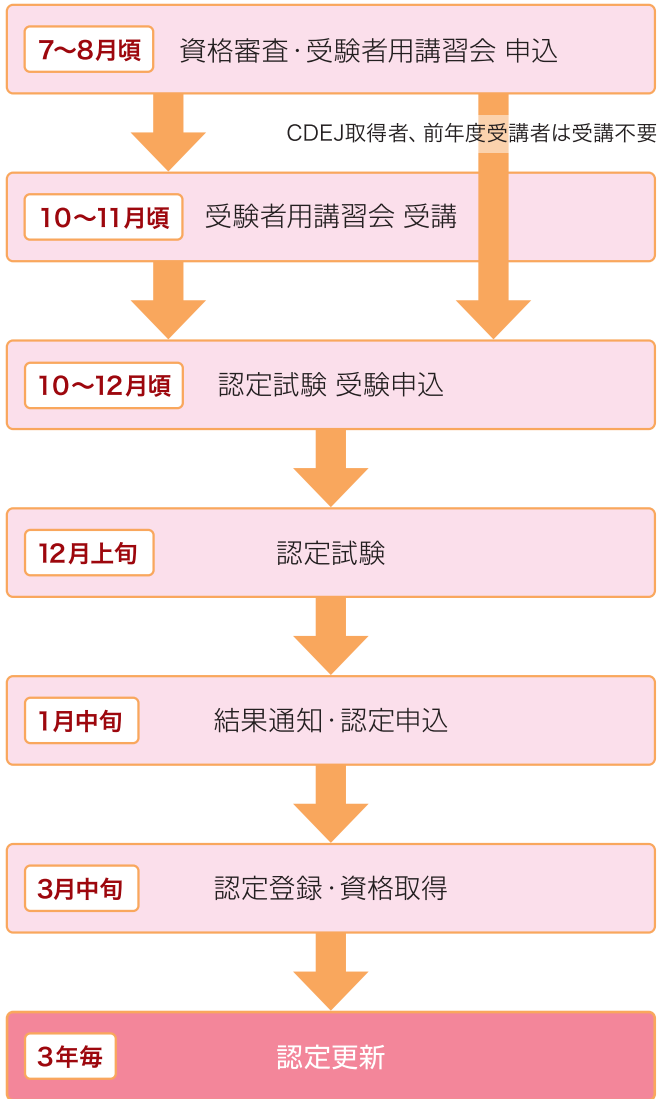 7〜8月頃 資格審査·受験者用講習会 申込
CDEJ取得者、前年度受講者は受講不要
10〜11月頃 受験者用講習会 受講
10〜12月頃 認定試験 受験申込
12月上旬 認定試験
1月中旬 結果通知·認定申込
3月中旬 認定登録·資格取得
3年毎 認定更新